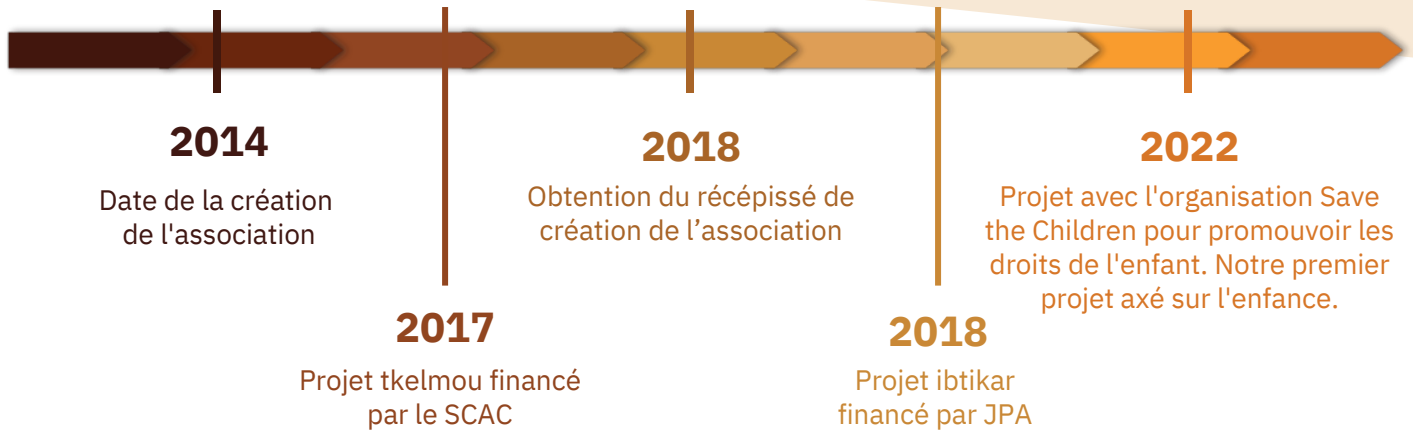 2014
Date de la création
de l'association
2017
Projet tkelmou financé
par le SCAC
2018
Obtention du récépissé de
création de l’association
2018
Projet ibtikar
financé par JPA
2022
Projet avec l'organisation Save
the Children pour promouvoir les
droits de l'enfant. Notre premier
projet axé sur l'enfance.